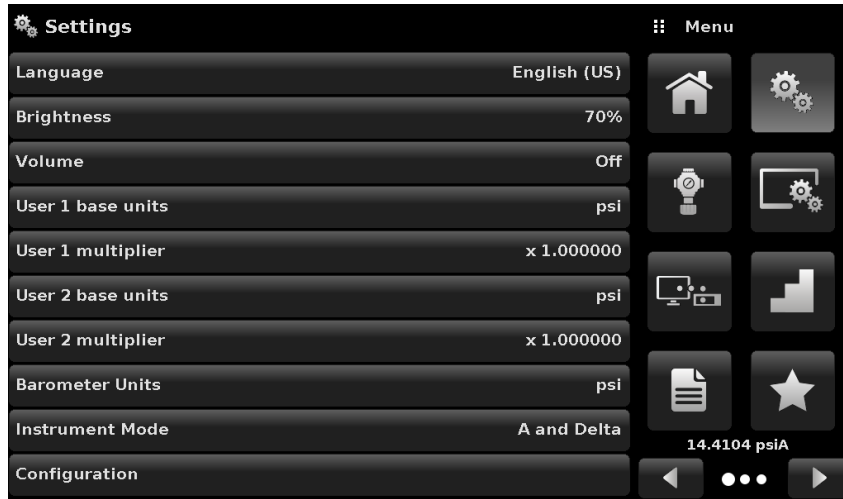 Settings
Menu
Language English (US)
Brightness 70%
Volume Off
User 1 base units psi
User 1 multiplier x 1.000000
User 2 base units psi
User 2 multiplier x 1.000000
Barometer Units psi
Instrument Mode A and Delta
Configuration
14.4104 psiA